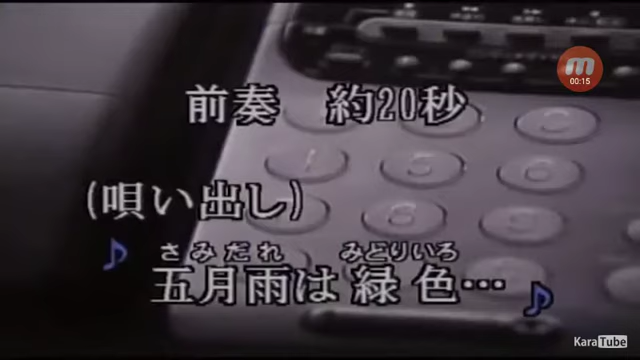 00:15
前奏 約20秒
(唄い出し)
さみだれ みどりいろ
♪ 五月雨は 緑色… ♪
KaraTube